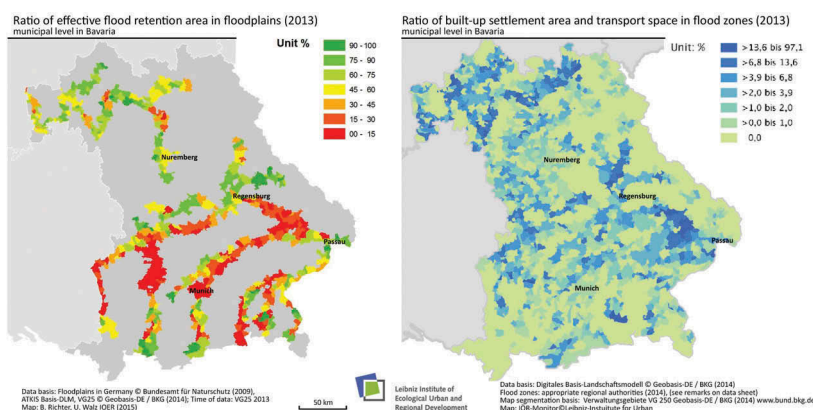 Ratio of effective flood retention area in floodplains (2013)
municipal level in Bavaria
Unit %
90 - 100
75 - 90
60 - 75
45 - 60
30 - 45
15 - 30
00 - 15
Nuremberg
Regensburg
Passau
Munich
Data basis: Floodplains in Germany © Bundesamt für Naturschutz (2009),
ATKIS Basis-DLM, VG25 © Geobasis-DE / BKG (2014); Time of data: VG25 2013
Map: B. Richter, U. Walz IOER (2015)
50 km
Leibniz Institute of
Ecological Urban and
Regional Development
Ratio of built-up settlement area and transport space in flood zones (2013)
municipal level in Bavaria
Unit: %
>13,6 bis 97,1
>6,8 bis 13,6
>3,9 bis 6,8
>2,0 bis 3,9
>1,0 bis 2,0
>0,0 bis 1,0
0,0
Nuremberg
Regensburg
Passau
Munich
Data basis: Digitales Basis-Landschaftsmodell © Geobasis-DE / BKG (2014)
Flood zones: appropriate regional authorities (2014), (see remarks on data sheet)
Map segmentation basis: Verwaltungsgebiete VG 250 Geobasis-DE / BKG (2014) www.bund.bkg.de